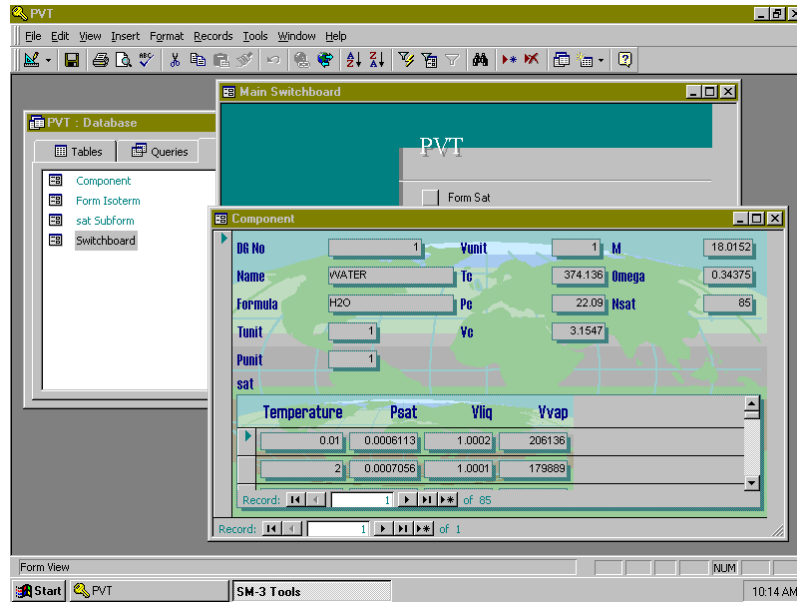 PVT
File Edit View Insert Format Records Tools Window Help
Main Switchboard
PVT : Database
Tables Queries
PVT
Component
Form Isoterm
sat Subform
Switchboard
Form Sat
Component
DG No 1 Vunit 1 M 18.0152
Name WATER Tc 374.136 Omega 0.34375
Formula H2O Pc 22.09 Nsat 85
Tunit 1 Vc 3.1547
Punit 1
sat
Temperature Psat Vliq Vvap
0.01 0.0006113 1.0002 206136
2 0.0007056 1.0001 179889
Record: 1 of 85
Record: 1 of 1
Form View NUM
Start PVT SM-3 Tools 10:14 AM